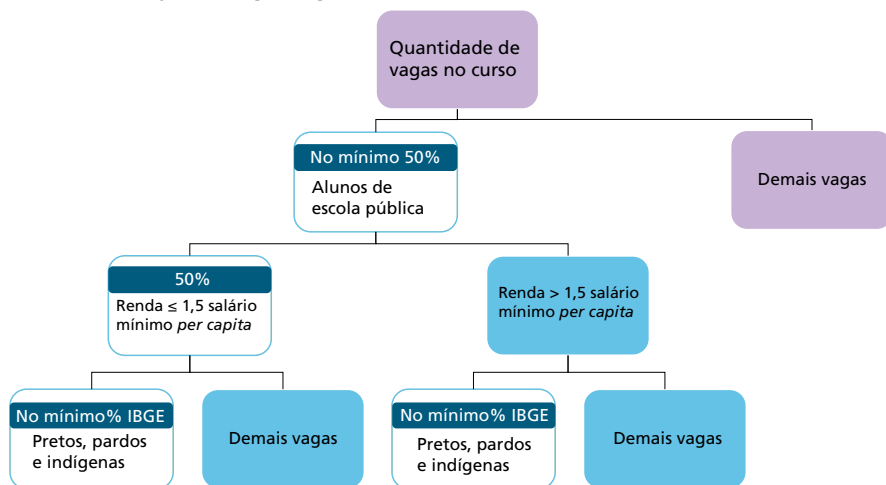 Quantidade de
vagas no curso
No mínimo 50%
Alunos de
escola pública
Demais vagas
50%
Renda ≤ 1,5 salário
mínimo per capita
Renda > 1,5 salário
mínimo per capita
No mínimo% IBGE
Pretos, pardos
e indígenas
Demais vagas
No mínimo% IBGE
Pretos, pardos
e indígenas
Demais vagas